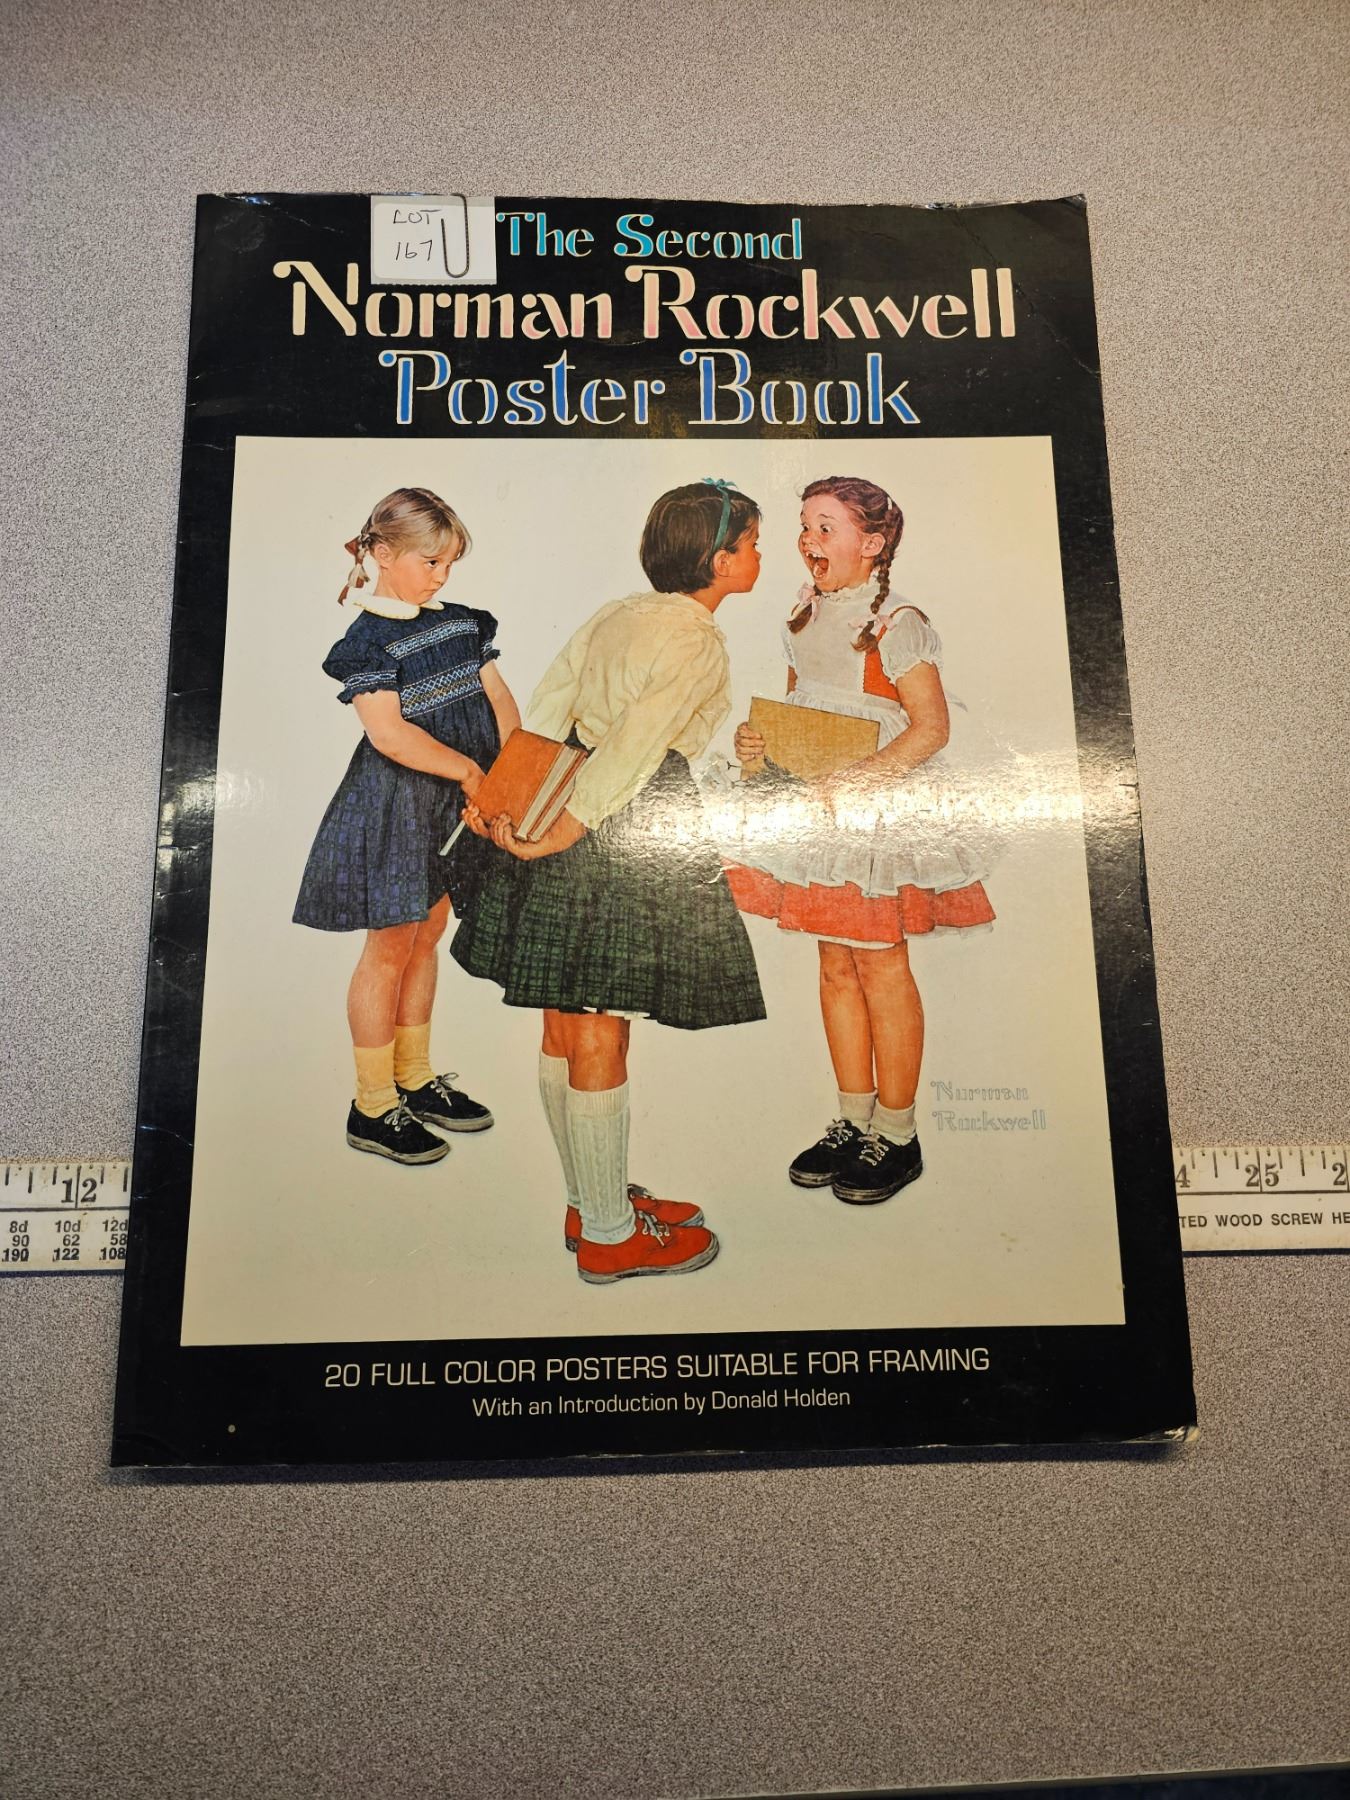 LOT
167
The Second
Norman Rockwell
Poster Book
Norman
Rockwell
12
8d 10d 12d
90 62 58
190 122 108
4 25 2
TED WOOD SCREW HE
20 FULL COLOR POSTERS SUITABLE FOR FRAMING
With an Introduction by Donald Holden